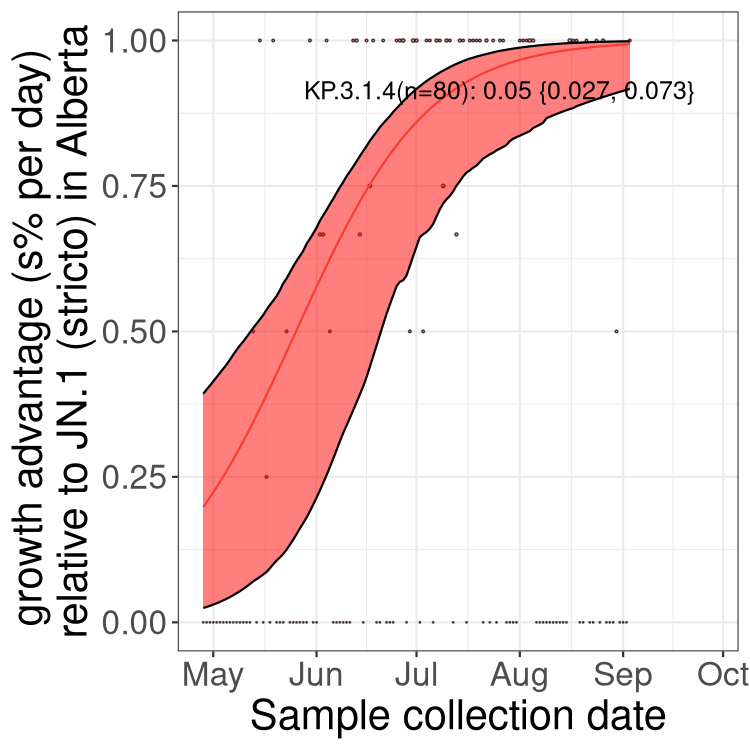 growth advantage (s% per day)
relative to JN.1 (stricto) in Alberta
1.00
0.75
0.50
0.25
0.00
KP.3.1.4(n=80): 0.05 {0.027, 0.073}
May Jun Jul Aug Sep Oct
Sample collection date